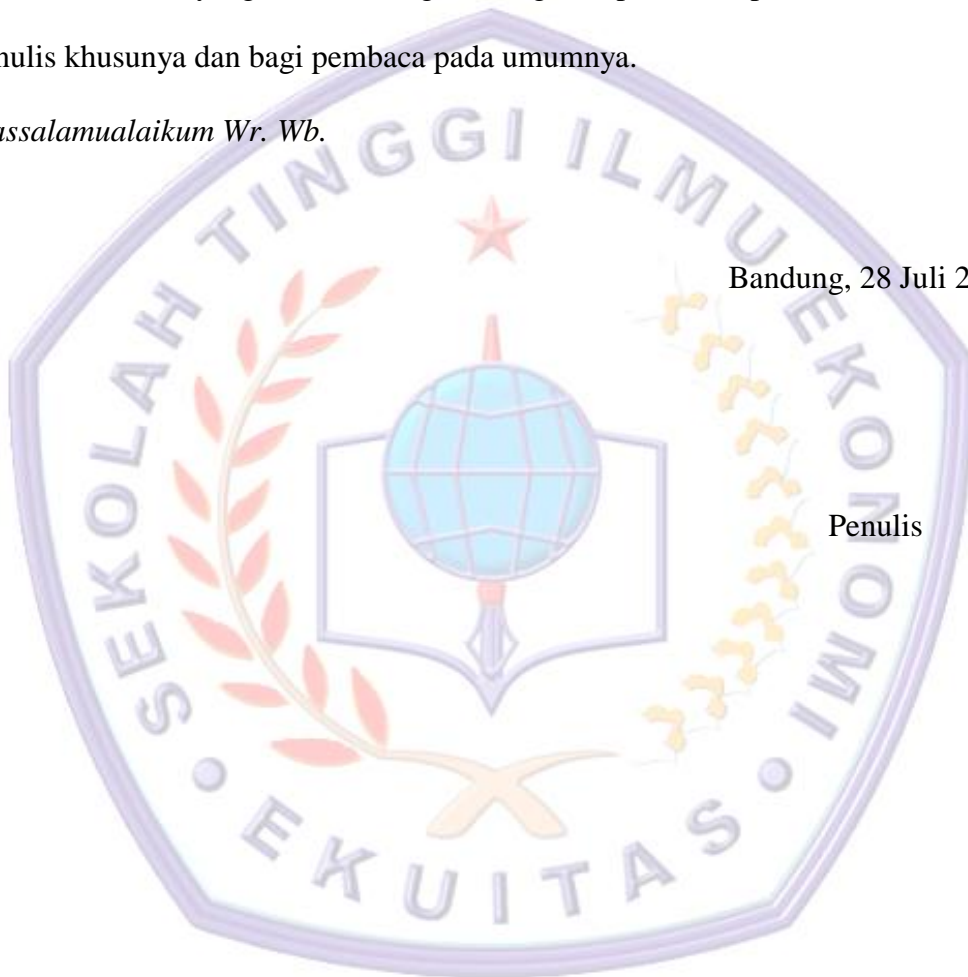 nulis khusunya dan bagi pembaca pada umumnya.
assalamualaikum Wr. Wb.
Bandung, 28 Juli 2
Penulis
SEKOLAH TINGGI ILMU EKONOMI
• EKUITAS •